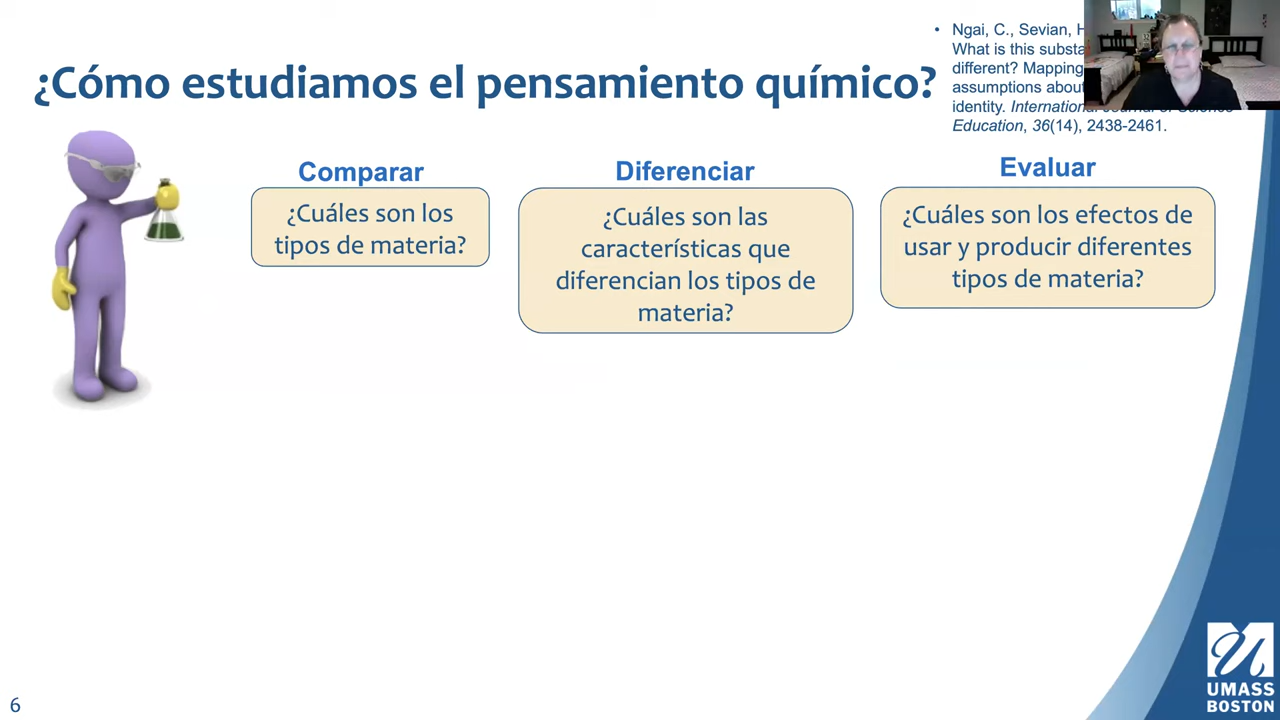 ¿Cómo estudiamos el pensamiento químico?
• Ngai, C., Sevian, H
What is this substa
different? Mapping
assumptions about
identity. International Journal of Science
Education, 36(14), 2438-2461.
Comparar
¿Cuáles son los
tipos de materia?
Diferenciar
¿Cuáles son las
características que
diferencian los tipos de
materia?
Evaluar
¿Cuáles son los efectos de
usar y producir diferentes
tipos de materia?
6
UMASS
BOSTON